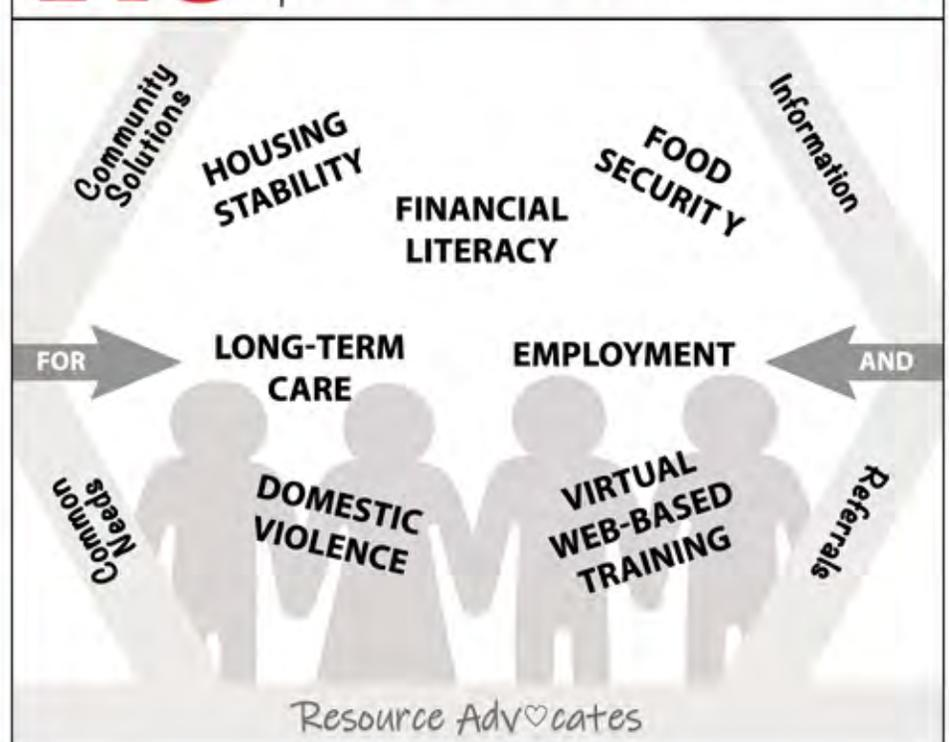 Community
Solutions
HOUSING
STABILITY
FINANCIAL
LITERACY
FOOD
SECURITY
Information
FOR
LONG-TERM
CARE
EMPLOYMENT
AND
Common
Needs
DOMESTIC
VIOLENCE
VIRTUAL
WEB-BASED
TRAINING
Referrals
Resource Adv♡cates